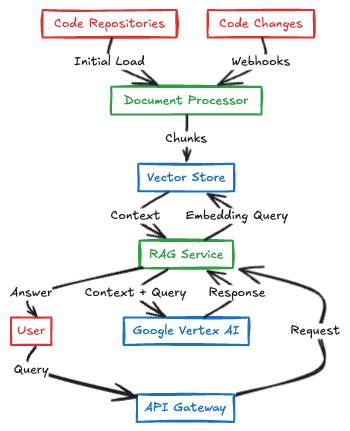 Code Repositories
Code Changes
Initial Load
Webhooks
Document Processor
Chunks
Vector Store
Context
Embedding Query
RAG Service
Answer
Context + Query
Response
User
Google Vertex AI
Request
Query
API Gateway